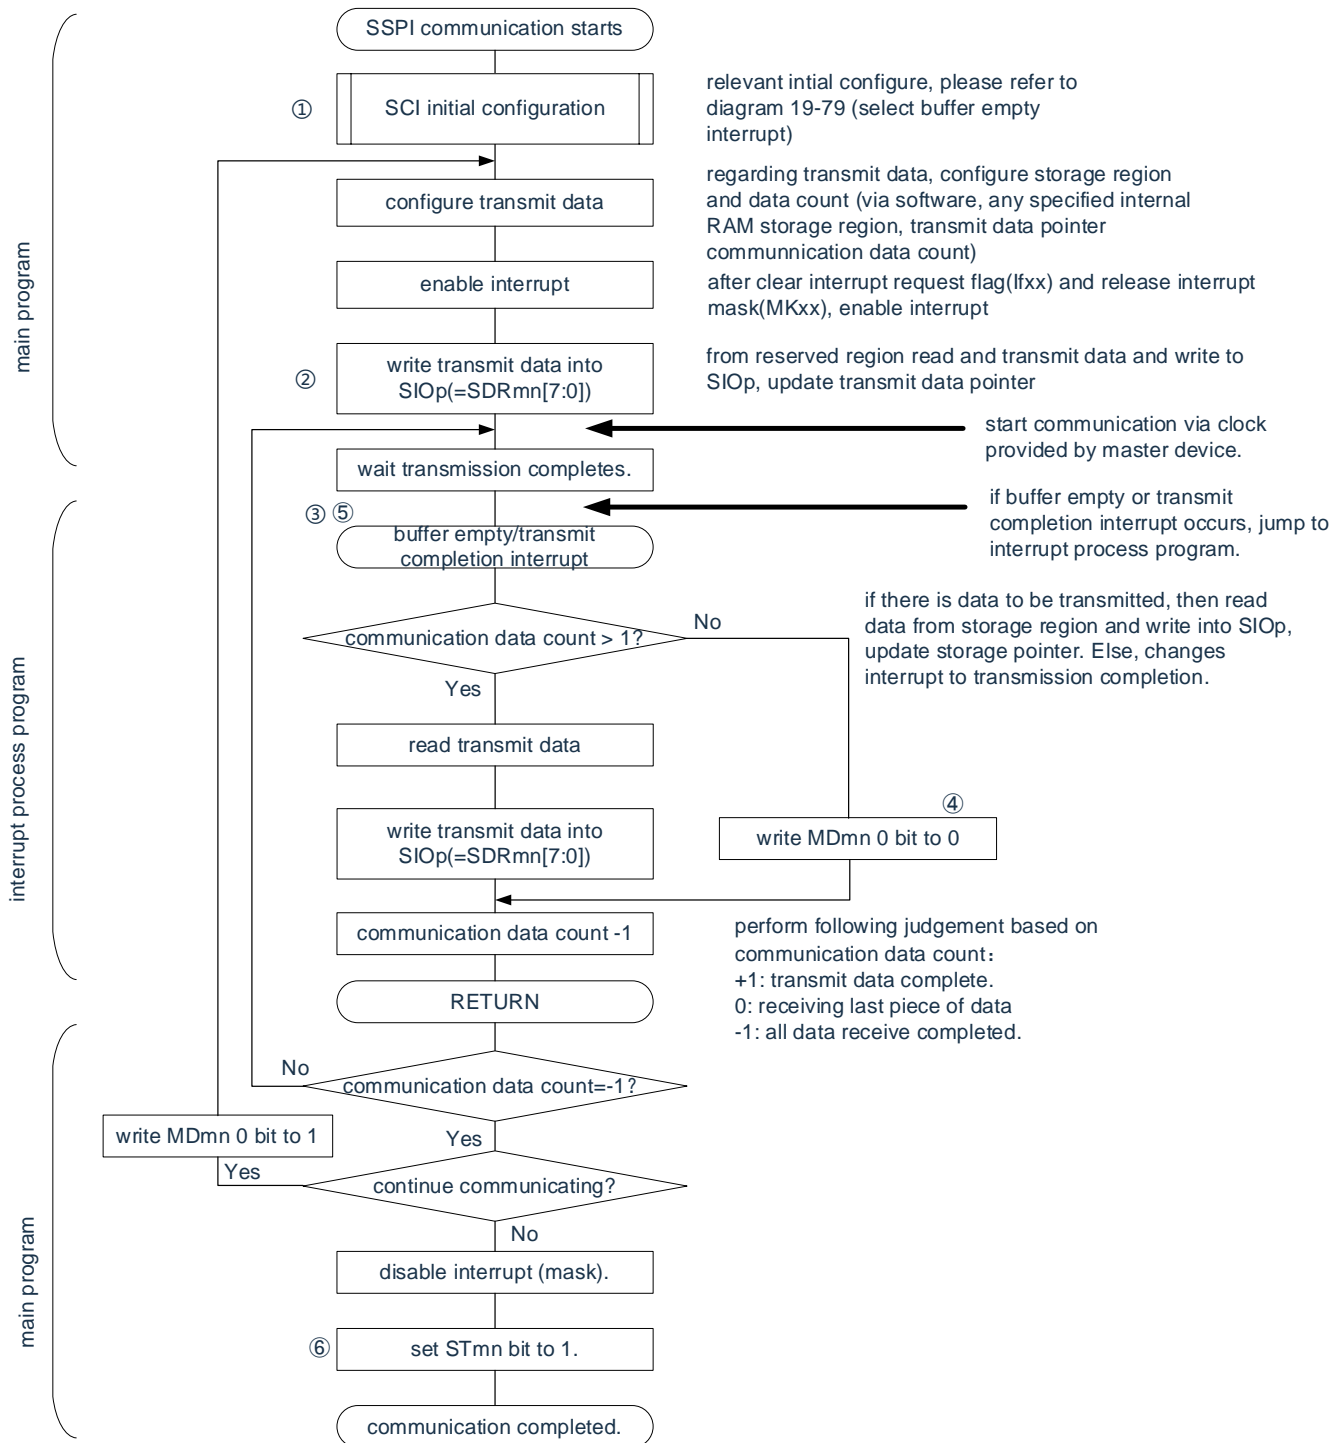 SSPI communication starts
①
SCI initial configuration
relevant intial configure, please refer to
diagram 19-79 (select buffer empty
interrupt)
configure transmit data
regarding transmit data, configure storage region
and data count (via software, any specified internal
RAM storage region, transmit data pointer
communnication data count)
main program
enable interrupt
after clear interrupt request flag(Ifxx) and release interrupt
mask(MKxx), enable interrupt
②
write transmit data into
SIOp(=SDRmn[7:0])
from reserved region read and transmit data and write to
SIOp, update transmit data pointer
start communication via clock
provided by master device.
wait transmission completes.
③ ⑤
buffer empty/transmit
completion interrupt
if buffer empty or transmit
completion interrupt occurs, jump to
interrupt process program.
communication data count > 1?
No
Yes
if there is data to be transmitted, then read
data from storage region and write into SIOp,
update storage pointer. Else, changes
interrupt to transmission completion.
interrupt process program
read transmit data
write transmit data into
SIOp(=SDRmn[7:0])
④
write MDmn 0 bit to 0
communication data count -1
perform following judgement based on
communication data count：
+1: transmit data complete.
0: receiving last piece of data
-1: all data receive completed.
RETURN
No
communication data count=-1?
Yes
write MDmn 0 bit to 1
Yes
continue communicating?
No
main program
disable interrupt (mask).
⑥
set STmn bit to 1.
communication completed.